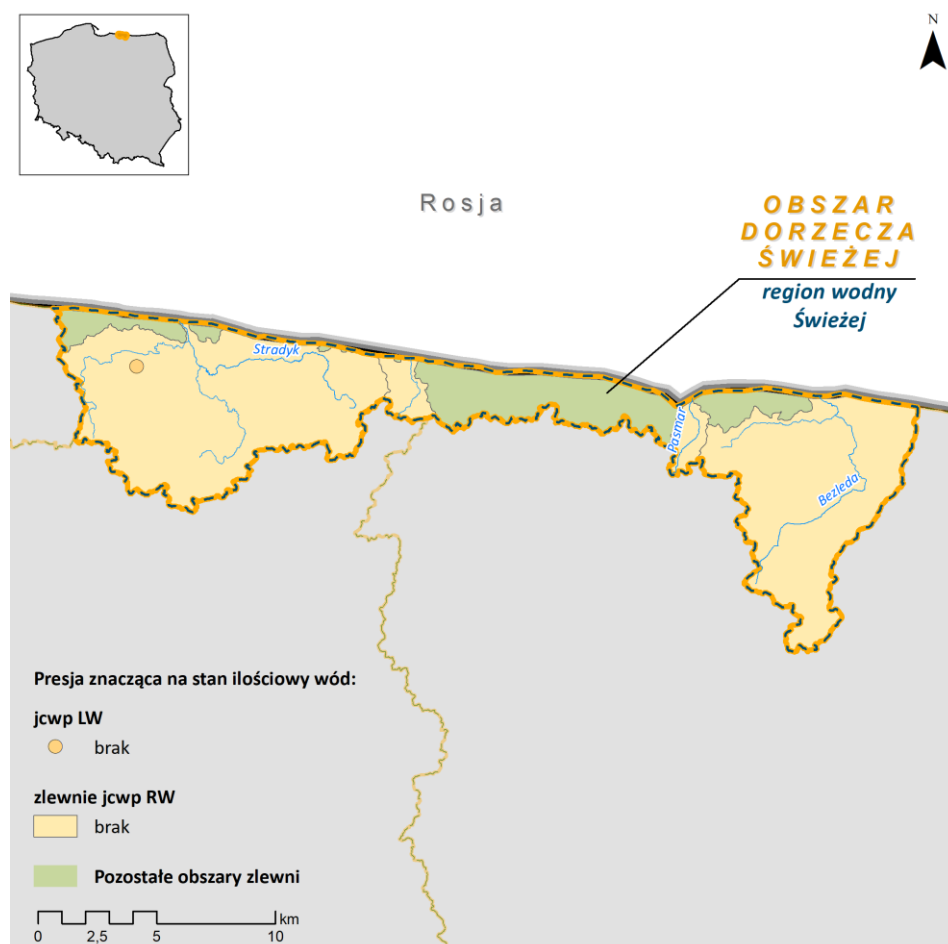 N
Rosja
OBSZAR
DORZECZA
ŚWIEŻEJ
region wodny
Świeżej
Stradyk
Pasmar
Bezleda
Presja znacząca na stan ilościowy wód:
jcwp LW
brak
zlewnie jcwp RW
brak
Pozostałe obszary zlewni
km
0 2,5 5 10